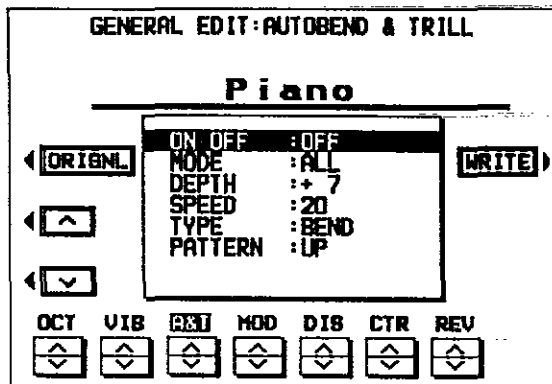 GENERAL EDIT:AUTOBEND & TRILL
Piano
ORIGNL
WRITE
ON OFF :OFF
MODE :ALL
DEPTH :+ 7
SPEED :20
TYPE :BEND
PATTERN :UP
OCT VIB A&T MOD DIS CTR REV